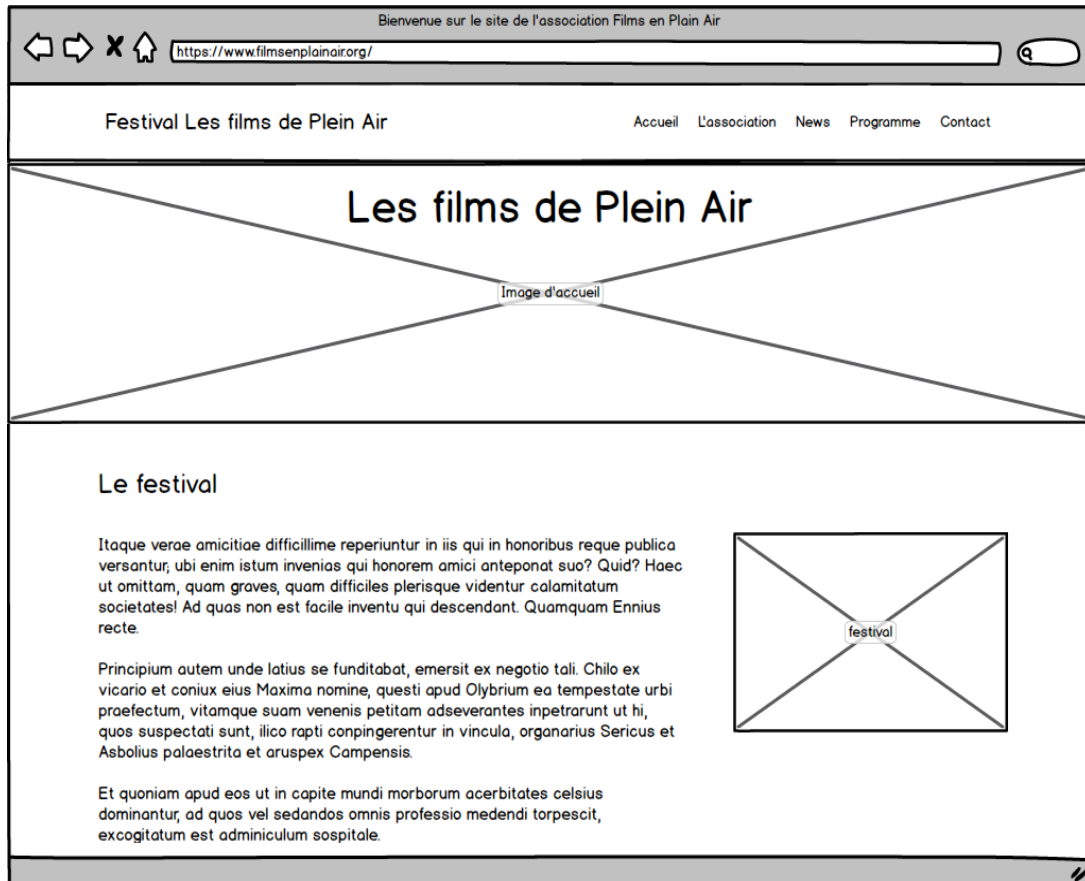 Bienvenue sur le site de l'association Films en Plain Air
https://www.filmsenplainair.org/
Festival Les films de Plein Air
Accueil L'association News Programme Contact
Les films de Plein Air
Image d'accueil
Le festival
Itaque verae amicitiae difficillime reperiuntur in iis qui in honoribus reque publica
versantur; ubi enim istum invenias qui honorem amici anteponat suo? Quid? Haec
ut omittam, quam graves, quam difficiles plerisque videntur calamitatum
societates! Ad quas non est facile inventu qui descendant. Quamquam Ennius
recte.
Principium autem unde latius se funditabat, emersit ex negotio tali. Chilo ex
vicario et coniux eius Maxima nomine, questi apud Olybrium ea tempestate urbi
praefectum, vitamque suam venenis petitam adseverantes inpetrarunt ut hi,
quos suspectati sunt, ilico rapti conpingerentur in vincula, organarius Sericus et
Asbolius palaestrita et aruspex Campensis.
Et quoniam apud eos ut in capite mundi morborum acerbitates celsius
dominantur, ad quos vel sedandos omnis professio medendi torpescit,
excogitatum est adminiculum sospitale.
festival